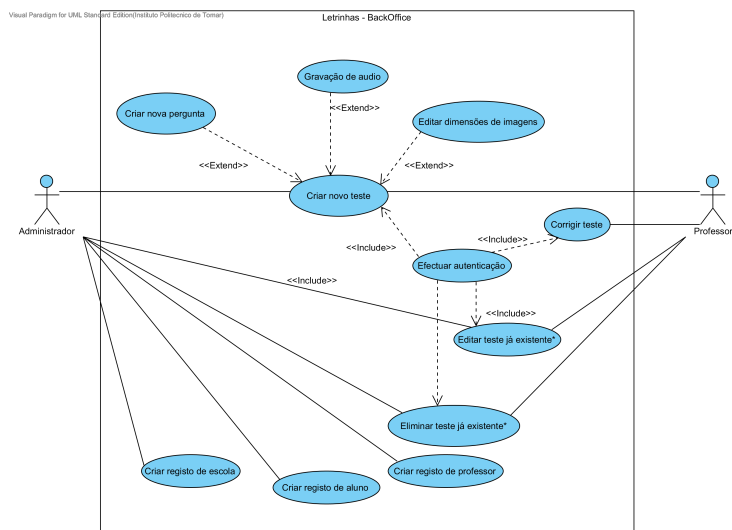 Visual Paradigm for UML Standard Edition(Instituto Politecnico de Tomar)
Letrinhas - BackOffice
Gravação de audio
<<Extend>>
Criar nova pergunta
Editar dimensões de imagens
<<Extend>>
<<Extend>>
Criar novo teste
Administrador
Professor
Corrigir teste
<<Include>>
<<Include>>
Efectuar autenticação
<<Include>>
<<Include>>
Editar teste já existente*
Eliminar teste já existente*
Criar registo de escola
Criar registo de professor
Criar registo de aluno